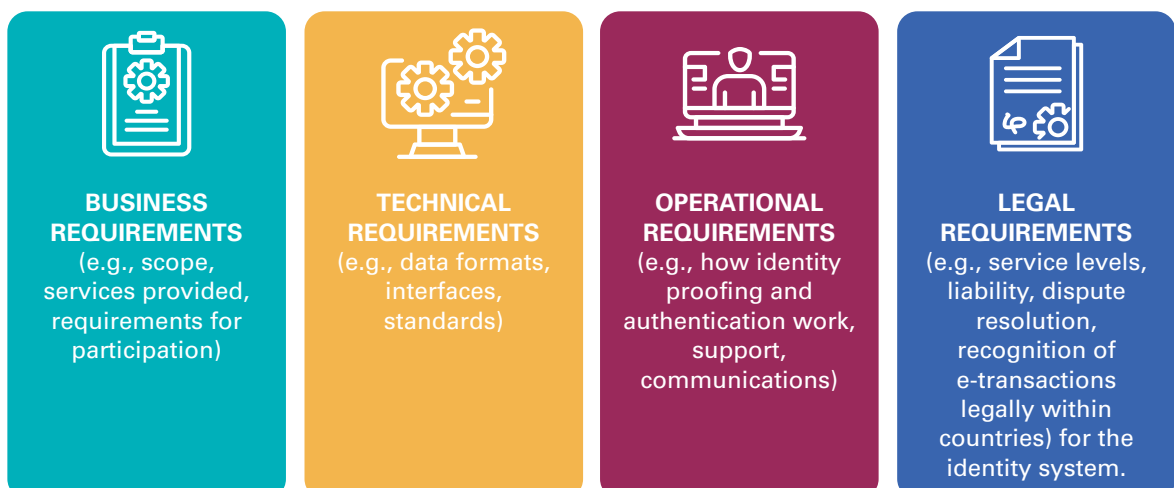 BUSINESS
REQUIREMENTS
(e.g., scope,
services provided,
requirements for
participation)
TECHNICAL
REQUIREMENTS
(e.g., data formats,
interfaces,
standards)
OPERATIONAL
REQUIREMENTS
(e.g., how identity
proofing and
authentication work,
support,
communications)
LEGAL
REQUIREMENTS
(e.g., service levels,
liability, dispute
resolution,
recognition of
e-transactions
legally within
countries) for the
identity system.